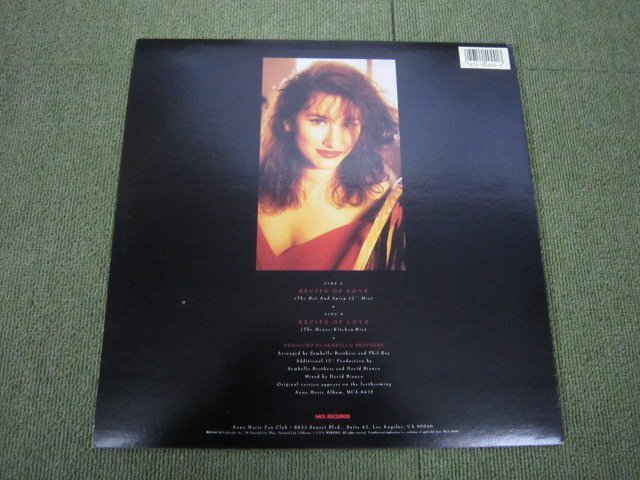 SIDE A
RECIPE OF LOVE
(The Hot And Spicy 12" Mix)
SIDE B
RECIPE OF LOVE
(The House/Kitchen Mix)
PRODUCED BY SEMBELLO BROTHERS
Arranged by Sembello Brothers and Phil Roy
Additional 12" Production by
Sembello Brothers and David Bianco
Mixed by David Bianco
Original version appears on the forthcoming
Anne Marie Album, MCA-6429
MCA RECORDS
Anne Marie Fan Club • 8033 Sunset Blvd., Suite 42, Los Angeles, CA 90046